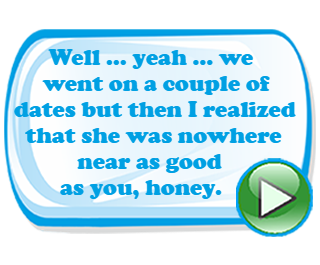 Well ... yeah ... we
went on a couple of
dates but then I realized
that she was nowhere
near as good
as you, honey.